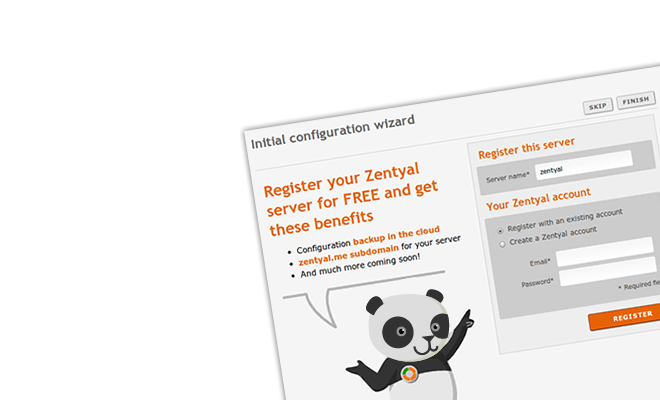 Initial configuration wizard
SKIP
FINISH
Register your Zentyal
server for FREE and get
these benefits
Configuration backup in the cloud
zentyal.me subdomain for your server
And much more coming soon!
Register this server
Server name*
zentyal
Your Zentyal account
Register with an existing account
Create a Zentyal account
Email*
Password*
* Required
REGISTER